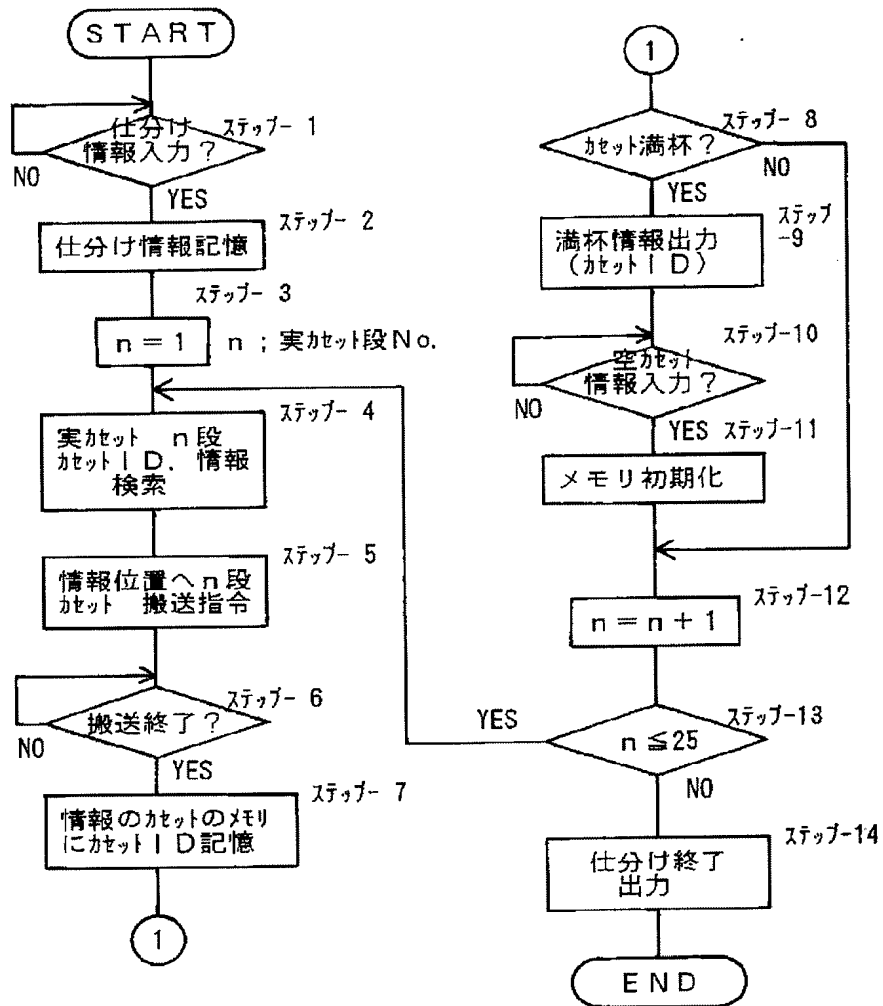 START
仕分け
情報入力？
ステップ- 1
NO
YES
ステップ- 2
仕分け情報記憶
ステップ- 3
n＝1
n；実カセット段No.
ステップ- 4
実カセット n段
カセットID．情報
検索
ステップ- 5
情報位置へn段
カセット 搬送指令
ステップ- 6
搬送終了？
NO
YES
ステップ- 7
情報のカセットのメモリ
にカセットID記憶
1
1
ステップ- 8
カセット満杯？
NO
YES
ステップ
-9
満杯情報出力
（カセットID）
ステップ-10
空カセット
情報入力？
NO
YES
ステップ-11
メモリ初期化
ステップ-12
n＝n＋1
ステップ-13
YES
n≦25
NO
ステップ-14
仕分け終了
出力
END